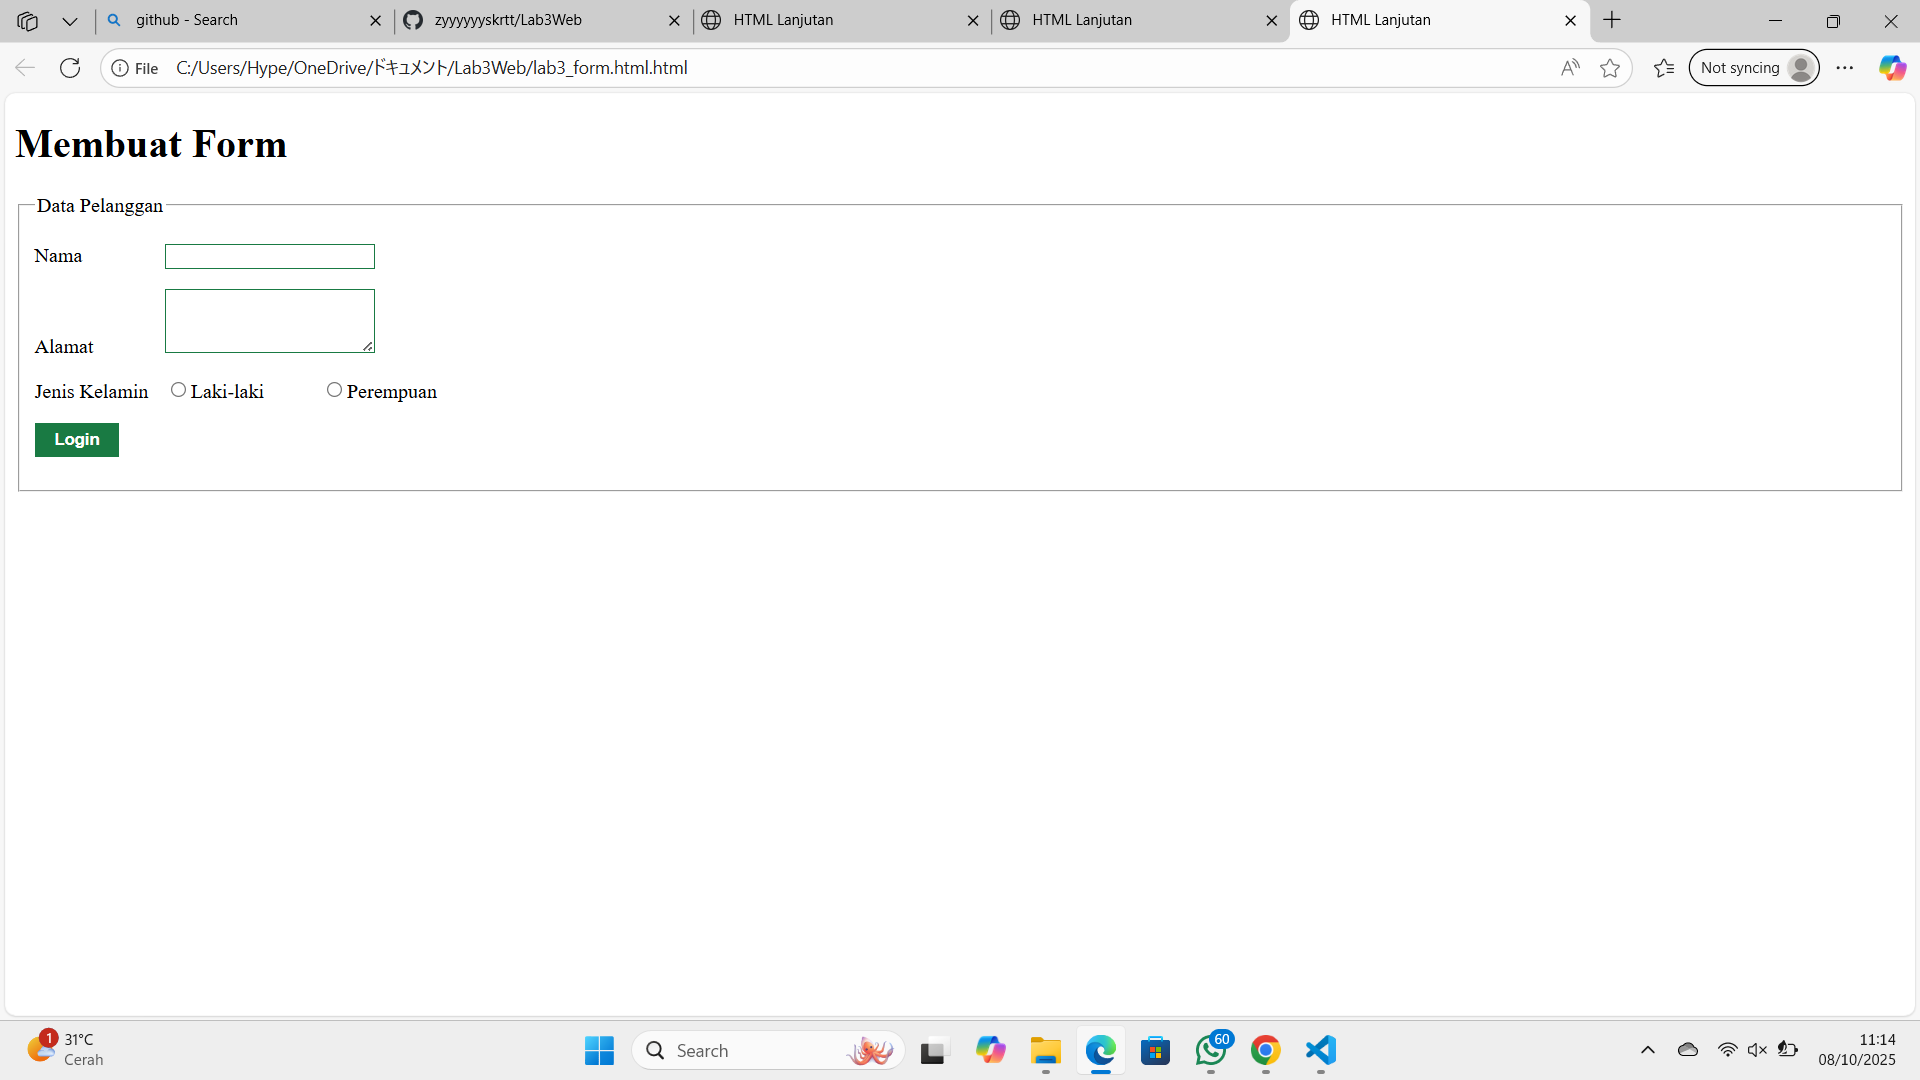 github - Search
zyyyyyyskrtt/Lab3Web
HTML Lanjutan
HTML Lanjutan
HTML Lanjutan
File C:/Users/Hype/OneDrive/ドキュメント/Lab3Web/lab3_form.html.html
Not syncing
Membuat Form
Data Pelanggan
Nama
Alamat
Jenis Kelamin Laki-laki Perempuan
Login
1
31°C
Cerah
Search
60
11:14
08/10/2025